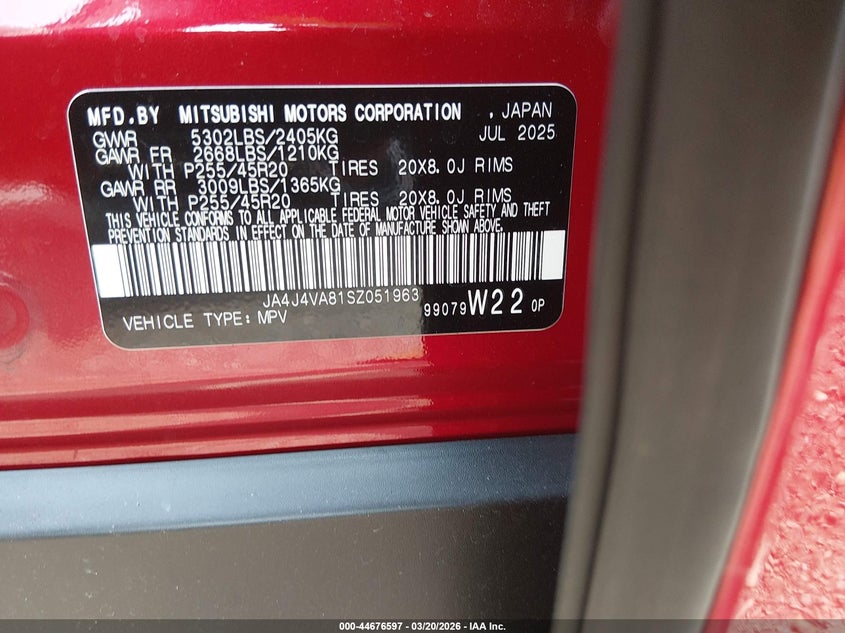 MFD.BY MITSUBISHI MOTORS CORPORATION , JAPAN
GVWR 5302LBS/2405KG JUL 2025
GAWR FR 2668LBS/1210KG
WITH P255/45R20 TIRES 20X8.0J RIMS
GAWR RR 3009LBS/1365KG
WITH P255/45R20 TIRES 20X8.0J RIMS
THIS VEHICLE CONFORMS TO ALL APPLICABLE FEDERAL MOTOR VEHICLE SAFETY AND THEFT
PREVENTION STANDARDS IN EFFECT ON THE DATE OF MANUFACTURE SHOWN ABOVE.
JA4J4VA81SZ051963
VEHICLE TYPE: MPV 99079 W22 0P
000-44676597 — 03/20/2026 — IAA Inc.